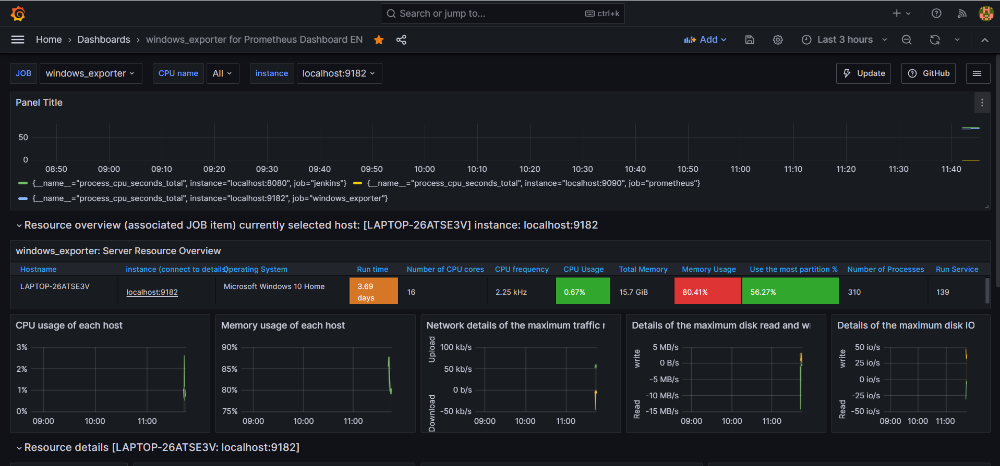 Search or jump to... ctrl+k
Home › Dashboards › windows_exporter for Prometheus Dashboard EN
Add
Last 3 hours
JOB windows_exporter CPU name All instance localhost:9182
Update GitHub
Panel Title
50
0
08:50 09:00 09:10 09:20 09:30 09:40 09:50 10:00 10:10 10:20 10:30 10:40 10:50 11:00 11:10 11:20 11:30 11:40
{__name__="process_cpu_seconds_total", instance="localhost:8080", job="jenkins"} {__name__="process_cpu_seconds_total", instance="localhost:9090", job="prometheus"}
{__name__="process_cpu_seconds_total", instance="localhost:9182", job="windows_exporter"}
Resource overview (associated JOB item) currently selected host: [LAPTOP-26ATSE3V] instance: localhost:9182
windows_exporter: Server Resource Overview
Hostname instance (connect to details) Operating System Run time Number of CPU cores CPU frequency CPU Usage Total Memory Memory Usage Use the most partition % Number of Processes Run Service
LAPTOP-26ATSE3V localhost:9182 Microsoft Windows 10 Home 3.69 days 16 2.25 kHz 0.67% 15.7 GiB 80.41% 56.27% 310 139
CPU usage of each host
3%
2%
1%
0%
09:00 10:00 11:00
Memory usage of each host
90%
85%
80%
75%
09:00 10:00 11:00
Network details of the maximum traffic
Upload
Download
100 kb/s
50 kb/s
0 b/s
-50 kb/s
09:00 10:00 11:00
Details of the maximum disk read and w
write
Read
5 MB/s
0 B/s
-5 MB/s
-10 MB/s
-15 MB/s
09:00 10:00 11:00
Details of the maximum disk IO
write
Read
50 io/s
25 io/s
0 io/s
-25 io/s
-50 io/s
09:00 10:00 11:00
Resource details [LAPTOP-26ATSE3V: localhost:9182]